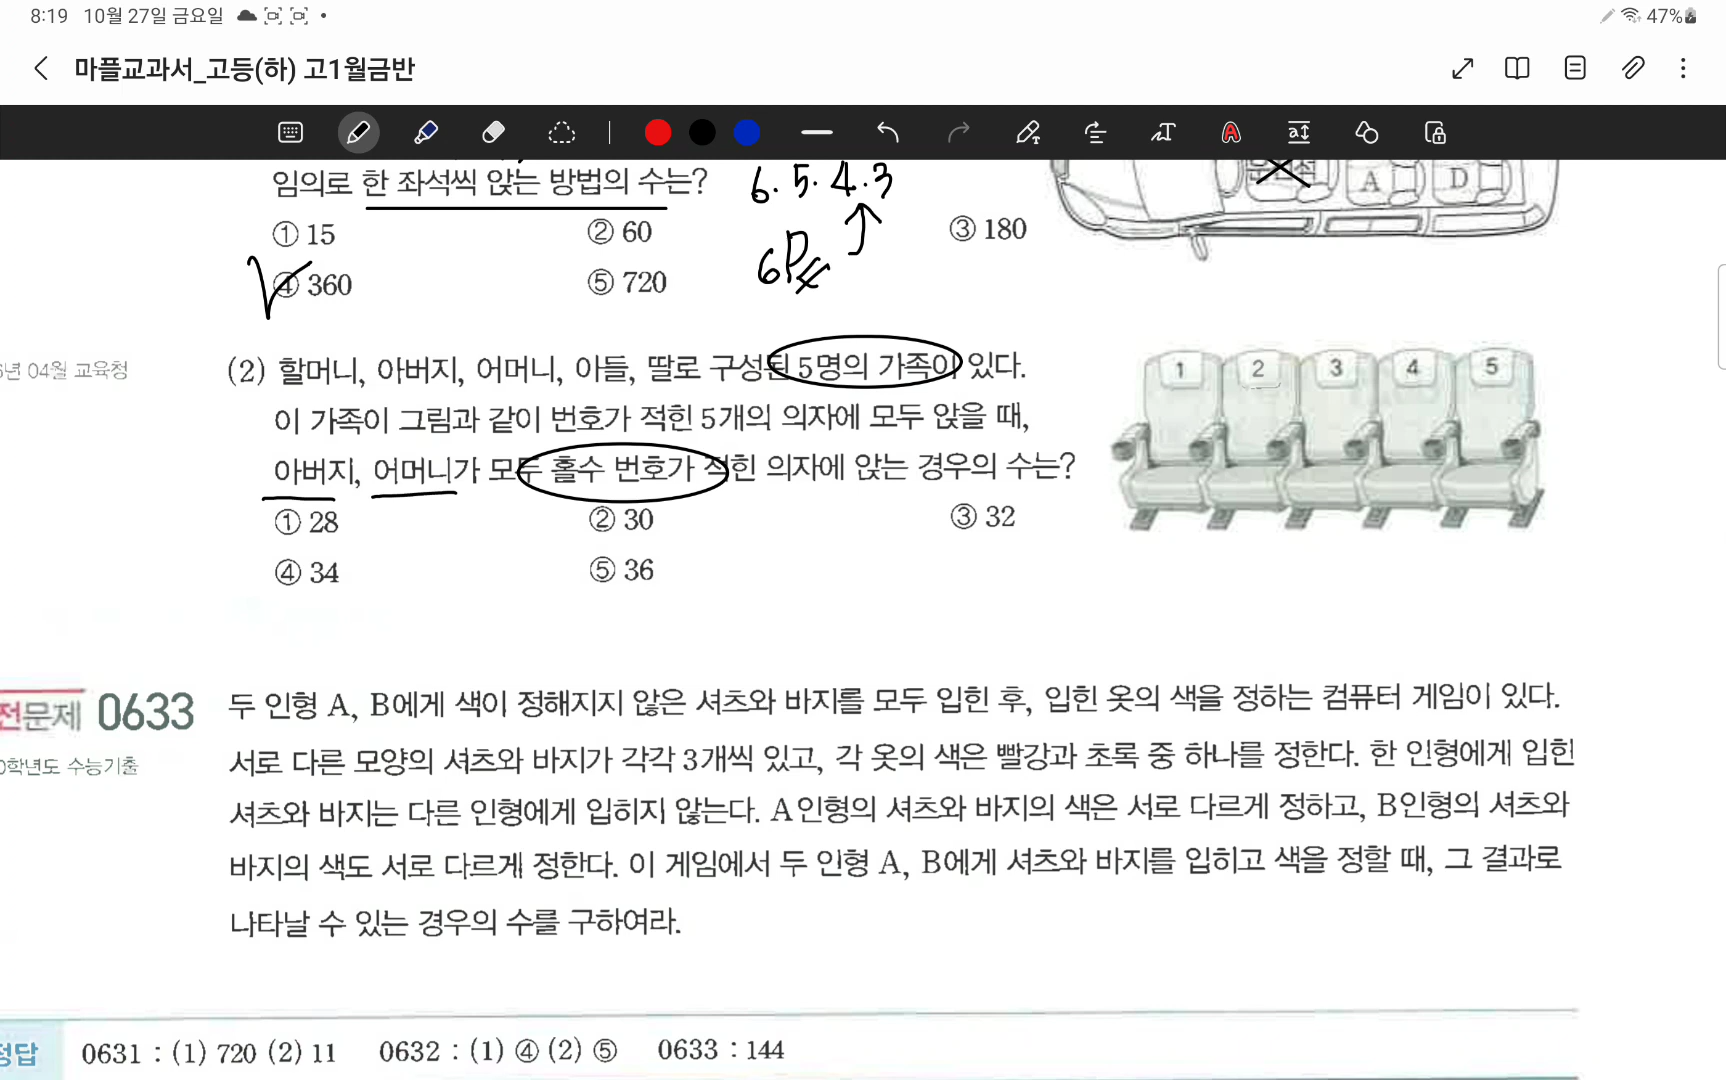 8:19 10월 27일 금요일
47%
마플교과서_고등(하) 고1월금반
임의로 한 좌석씩 앉는 방법의 수는?
6. 5. 4. 3
A
D
① 15
② 60
③ 180
④ 360
⑤ 720
년 04월 교육청
(2) 할머니, 아버지, 어머니, 아들, 딸로 구성된 5명의 가족이 있다.
이 가족이 그림과 같이 번호가 적힌 5개의 의자에 모두 앉을 때,
아버지, 어머니가 모두 홀수 번호가 적힌 의자에 앉는 경우의 수는?
1 2 3 4 5
① 28
② 30
③ 32
④ 34
⑤ 36
전문제 0633
0학년도 수능기출
두 인형 A, B에게 색이 정해지지 않은 셔츠와 바지를 모두 입힌 후, 입힌 옷의 색을 정하는 컴퓨터 게임이 있다.
서로 다른 모양의 셔츠와 바지가 각각 3개씩 있고, 각 옷의 색은 빨강과 초록 중 하나를 정한다. 한 인형에게 입힌
셔츠와 바지는 다른 인형에게 입히지 않는다. A인형의 셔츠와 바지의 색은 서로 다르게 정하고, B인형의 셔츠와
바지의 색도 서로 다르게 정한다. 이 게임에서 두 인형 A, B에게 셔츠와 바지를 입히고 색을 정할 때, 그 결과로
나타날 수 있는 경우의 수를 구하여라.
정답 0631 : (1) 720 (2) 11 0632 : (1) ④ (2) ⑤ 0633 : 144